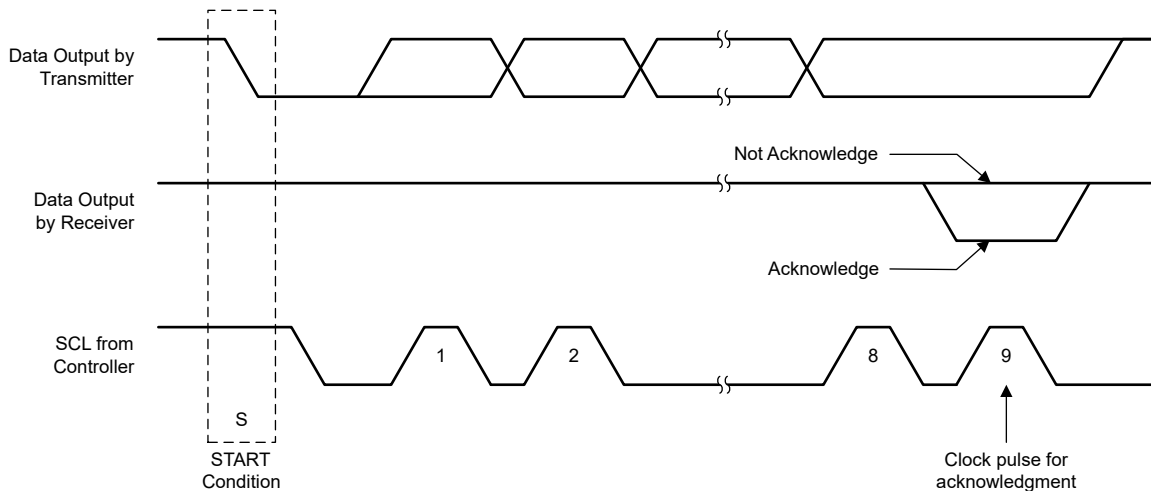 Data Output by
Transmitter
Not Acknowledge
Data Output
by Receiver
Acknowledge
SCL from
Controller
1
2
8
9
S
START
Condition
Clock pulse for
acknowledgment